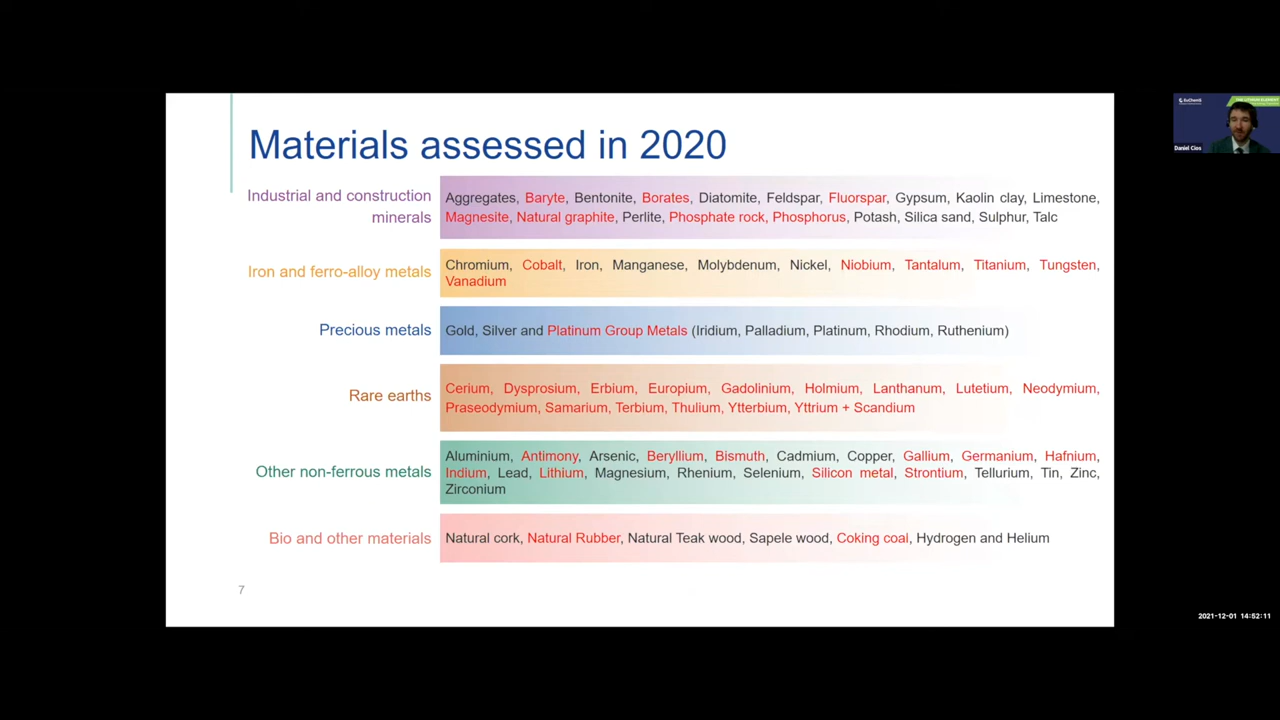 Materials assessed in 2020
Industrial and construction
minerals
Aggregates, Baryte, Bentonite, Borates, Diatomite, Feldspar, Fluorspar, Gypsum, Kaolin clay, Limestone,
Magnesite, Natural graphite, Perlite, Phosphate rock, Phosphorus, Potash, Silica sand, Sulphur, Talc
Iron and ferro-alloy metals
Chromium, Cobalt, Iron, Manganese, Molybdenum, Nickel, Niobium, Tantalum, Titanium, Tungsten,
Vanadium
Precious metals
Gold, Silver and Platinum Group Metals (Iridium, Palladium, Platinum, Rhodium, Ruthenium)
Rare earths
Cerium, Dysprosium, Erbium, Europium, Gadolinium, Holmium, Lanthanum, Lutetium, Neodymium,
Praseodymium, Samarium, Terbium, Thulium, Ytterbium, Yttrium + Scandium
Other non-ferrous metals
Aluminium, Antimony, Arsenic, Beryllium, Bismuth, Cadmium, Copper, Gallium, Germanium, Hafnium,
Indium, Lead, Lithium, Magnesium, Rhenium, Selenium, Silicon metal, Strontium, Tellurium, Tin, Zinc,
Zirconium
Bio and other materials
Natural cork, Natural Rubber, Natural Teak wood, Sapele wood, Coking coal, Hydrogen and Helium
7
EuChemS
Daniel Cios
2021-12-01 14:52:11